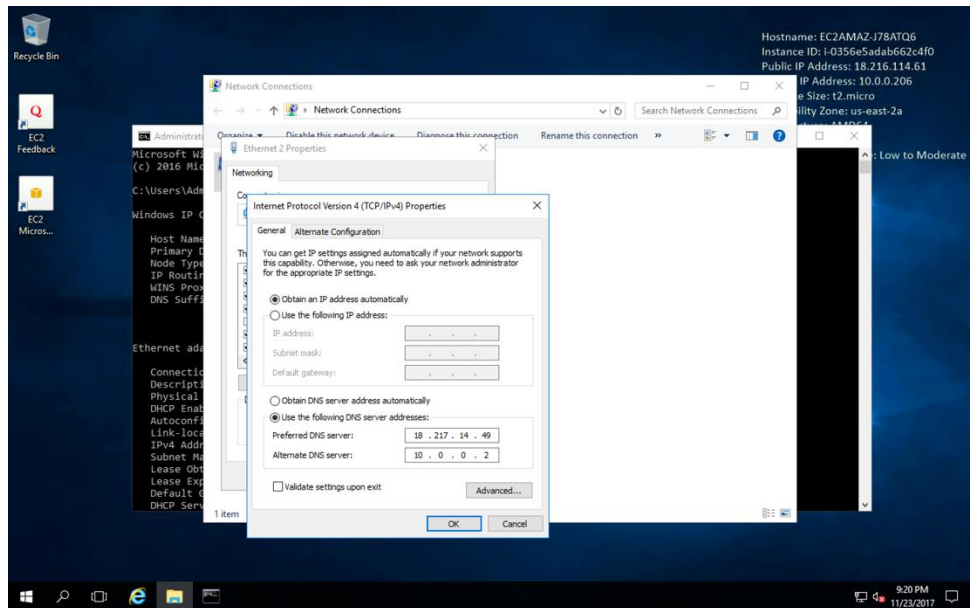 Recycle Bin
EC2
Feedback
EC2
Micros...
Hostname: EC2AMAZ-J78ATQ6
Instance ID: i-0356e5adab662c4f0
Public IP Address: 18.216.114.61
IP Address: 10.0.0.206
Size: t2.micro
Zone: us-east-2a
: Low to Moderate
Network Connections
Network Connections
Search Network Connections
Organize
Disable this network device
Diagnose this connection
Rename this connection
»
1 item
Administrat
Microsoft Wi
(c) 2016 Mic
C:\Users\Adm
Windows IP C
Host Name
Primary D
Node Type
IP Routin
WINS Prox
DNS Suffi
Ethernet ada
Connectio
Descripti
Physical
DHCP Enab
Autoconfi
Link-loca
IPv4 Addr
Subnet Ma
Lease Obt
Lease Exp
Default G
DHCP Serv
Ethernet 2 Properties
Networking
Co
Th
Internet Protocol Version 4 (TCP/IPv4) Properties
General
Alternate Configuration
You can get IP settings assigned automatically if your network supports
this capability. Otherwise, you need to ask your network administrator
for the appropriate IP settings.
Obtain an IP address automatically
Use the following IP address:
IP address:
Subnet mask:
Default gateway:
Obtain DNS server address automatically
Use the following DNS server addresses:
Preferred DNS server: 18 . 217 . 14 . 49
Alternate DNS server: 10 . 0 . 0 . 2
Validate settings upon exit
Advanced...
OK Cancel
9:20 PM
11/23/2017